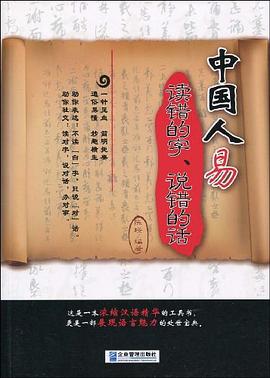 中国人易
读错的字、
说错的话
一针见血 简明扼要
通俗易懂 妙趣横生
助你表达:不读“白”字,只说“对”话。
助你社交:读对字,说对话,办对事。
编著
这是一本浓缩汉语精华的工具书,
更是一部展现语言魅力的处世宝典。
企业管理出版社